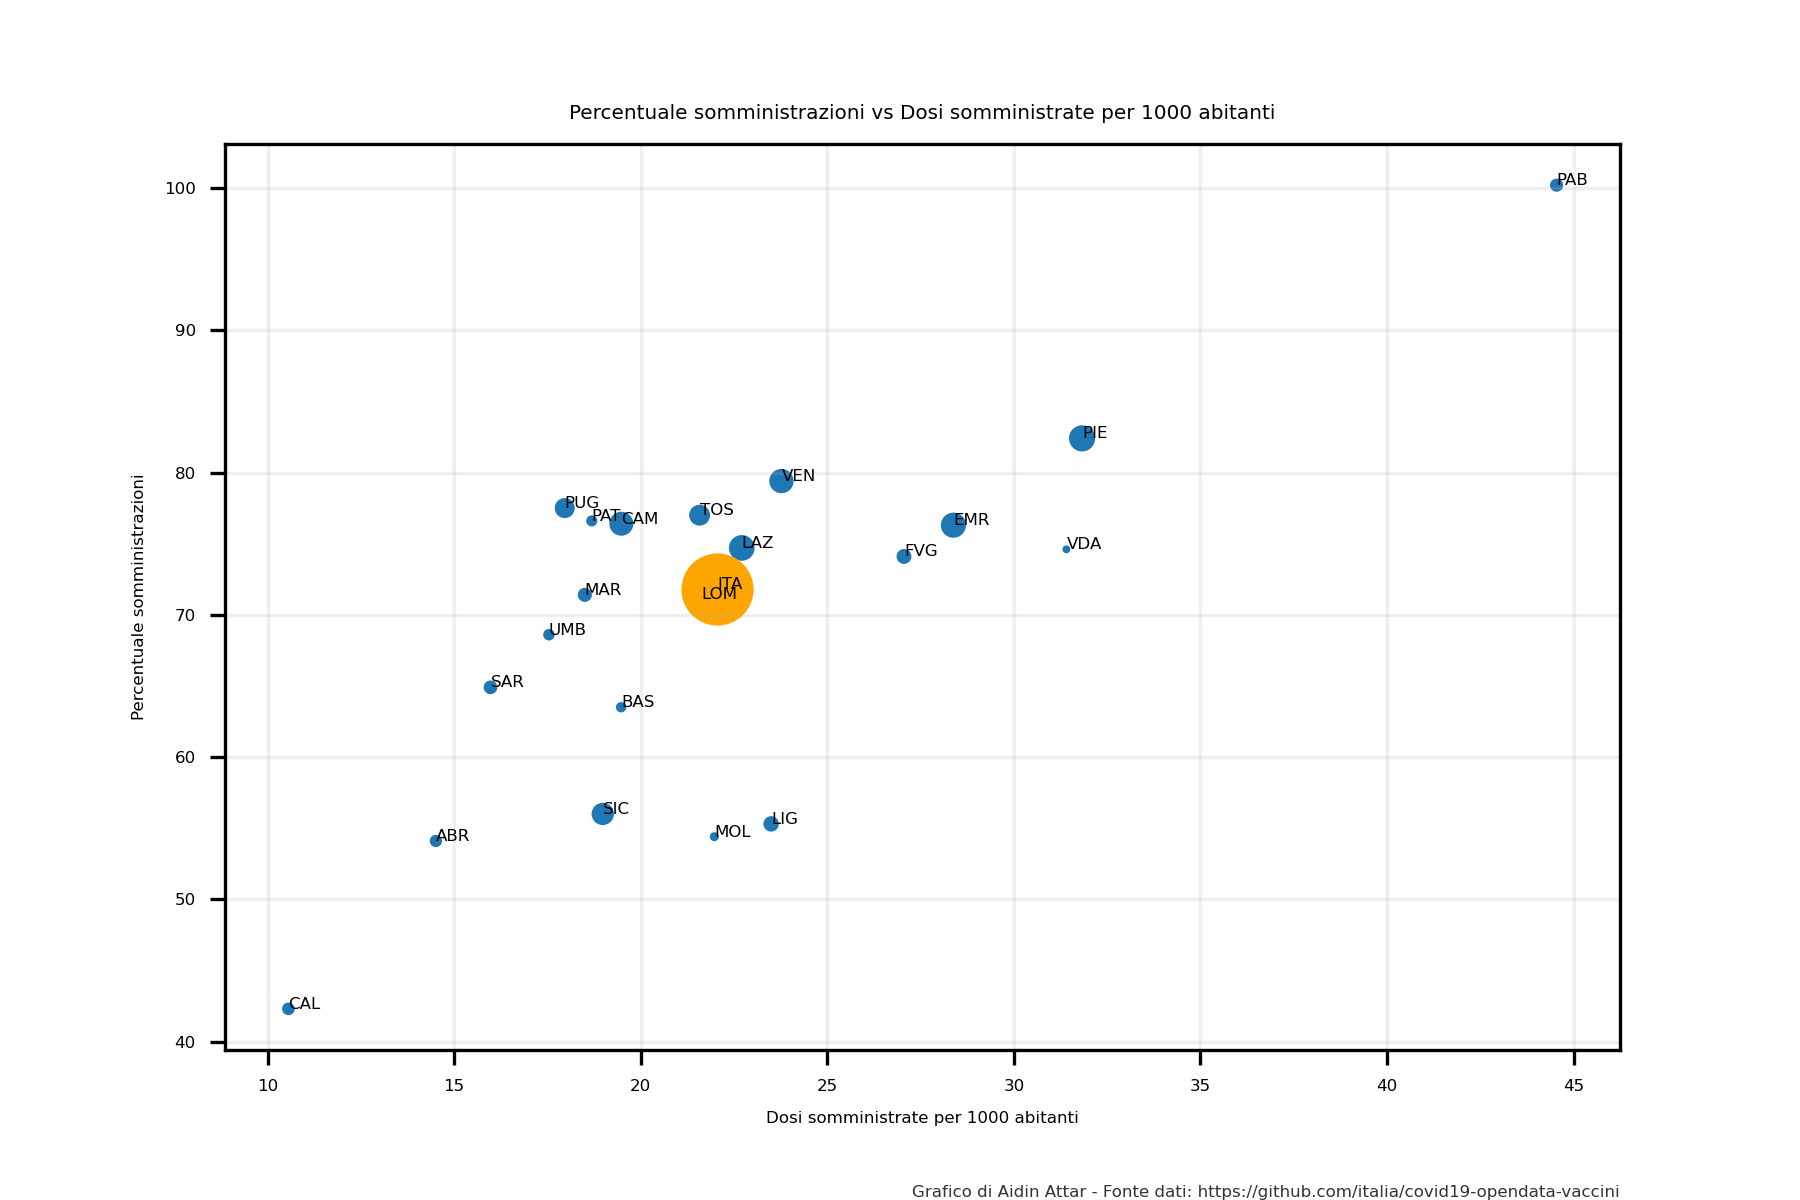 Percentuale somministrazioni vs Dosi somministrate per 1000 abitanti
100
90
80
70
60
50
40
Percentuale somministrazioni
PAB
PIE
VEN
PUG
PAT
CAM
TOS
EMR
LAZ
FVG
VDA
ITA
LOM
MAR
UMB
SAR
BAS
SIC
LIG
MOL
ABR
CAL
10 15 20 25 30 35 40 45
Dosi somministrate per 1000 abitanti
Grafico di Aidin Attar - Fonte dati: https://github.com/italia/covid19-opendata-vaccini